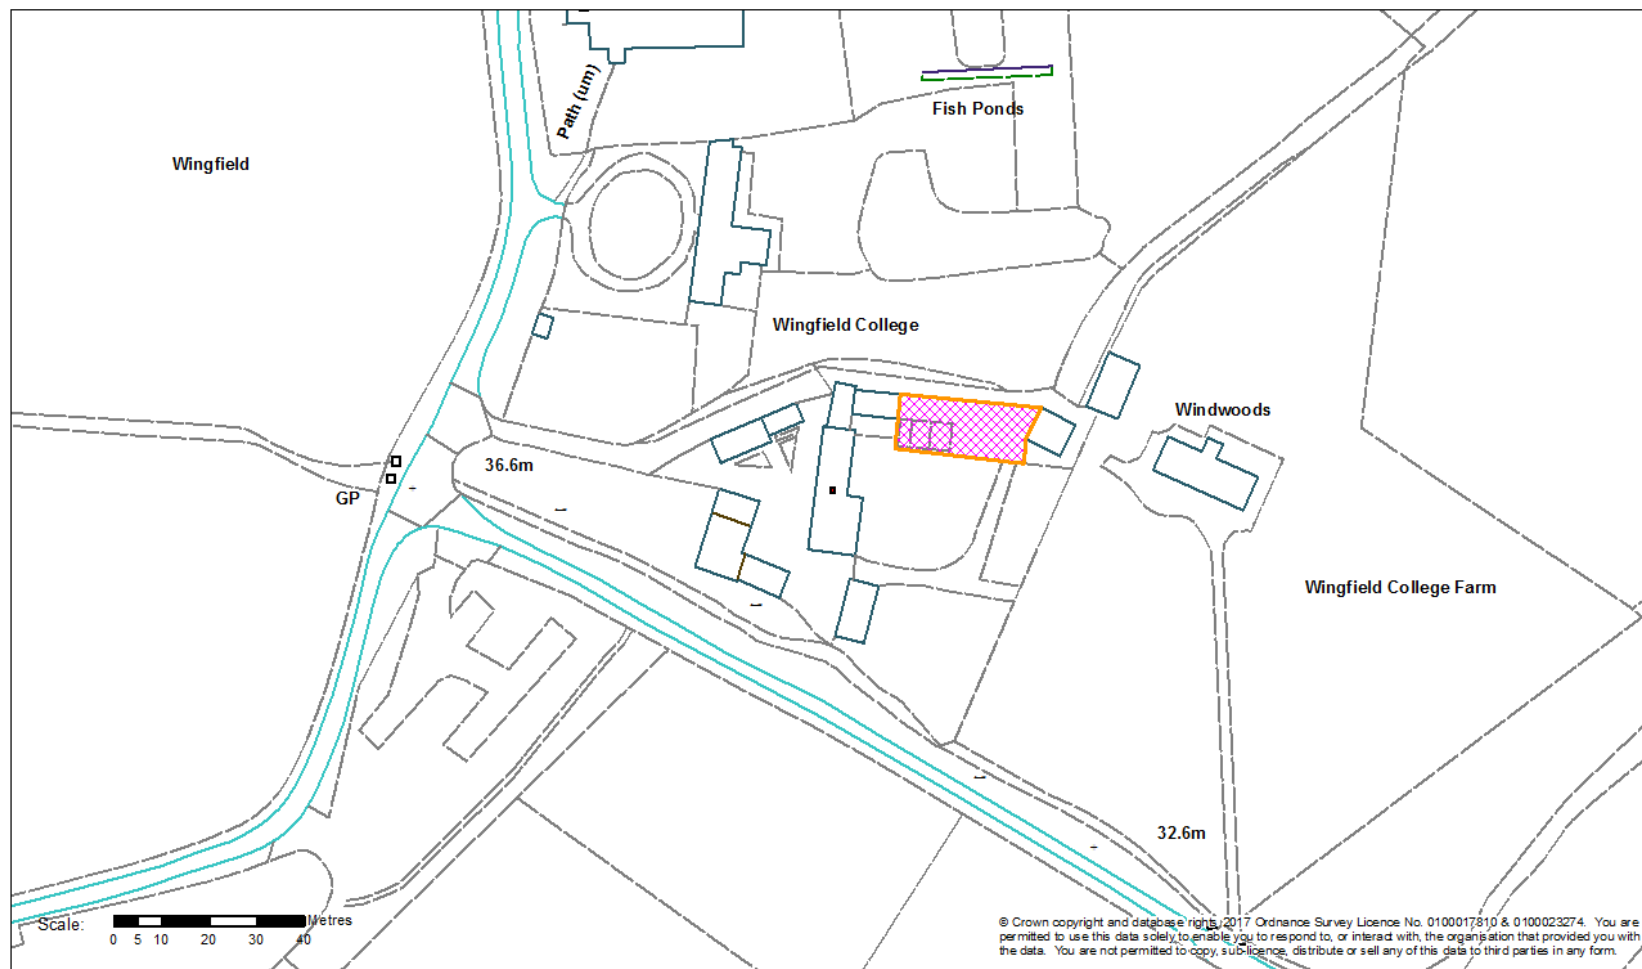 Path (um)
Fish Ponds
Wingfield
Wingfield College
Windwoods
36.6m
GP
Wingfield College Farm
32.6m
Scale:
Metres
0 5 10 20 30 40
© Crown copyright and database rights 2017 Ordnance Survey Licence No. 0100017810 & 0100023274. You are
permitted to use this data solely to enable you to respond to, or interact with, the organisation that provided you with
the data. You are not permitted to copy, sub-licence, distribute or sell any of this data to third parties in any form.